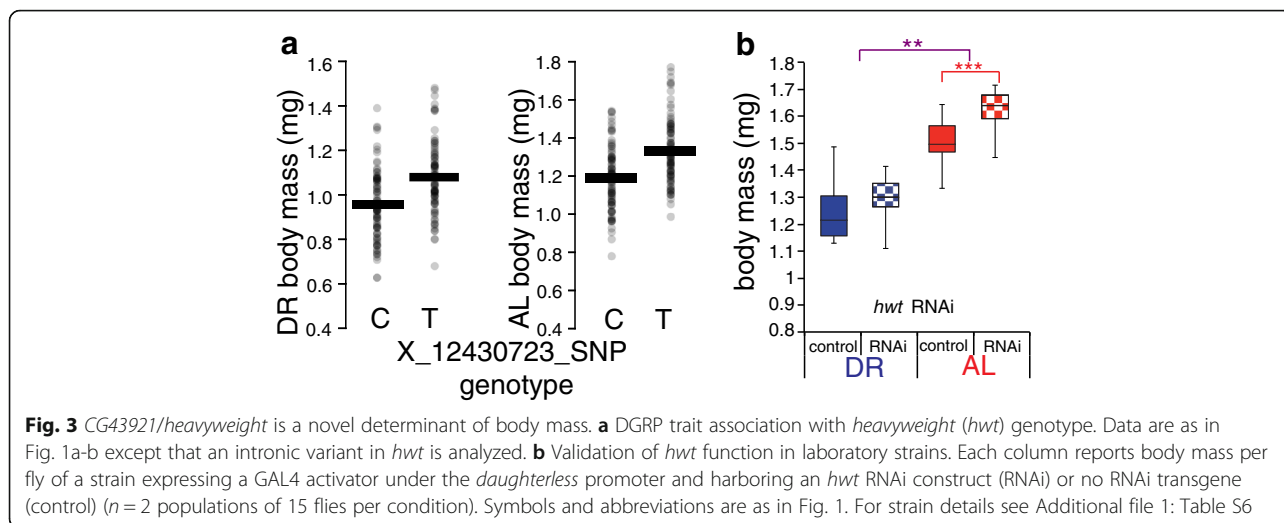 a
1.6
1.4
1.2
1.0
0.8
0.6
0.4
DR body mass (mg)
C T
1.8
1.6
1.4
1.2
1.0
0.8
0.6
0.4
AL body mass (mg)
C T
X_12430723_SNP
genotype
b
**
***
1.8
1.7
1.6
1.5
1.4
1.3
1.2
1.1
1
0.9
0.8
body mass (mg)
hwt RNAi
control RNAi control RNAi
DR AL
Fig. 3 CG43921/heavyweight is a novel determinant of body mass. a DGRP trait association with heavyweight (hwt) genotype. Data are as in
Fig. 1a-b except that an intronic variant in hwt is analyzed. b Validation of hwt function in laboratory strains. Each column reports body mass per
fly of a strain expressing a GAL4 activator under the daughterless promoter and harboring an hwt RNAi construct (RNAi) or no RNAi transgene
(control) (n = 2 populations of 15 flies per condition). Symbols and abbreviations are as in Fig. 1. For strain details see Additional file 1: Table S6